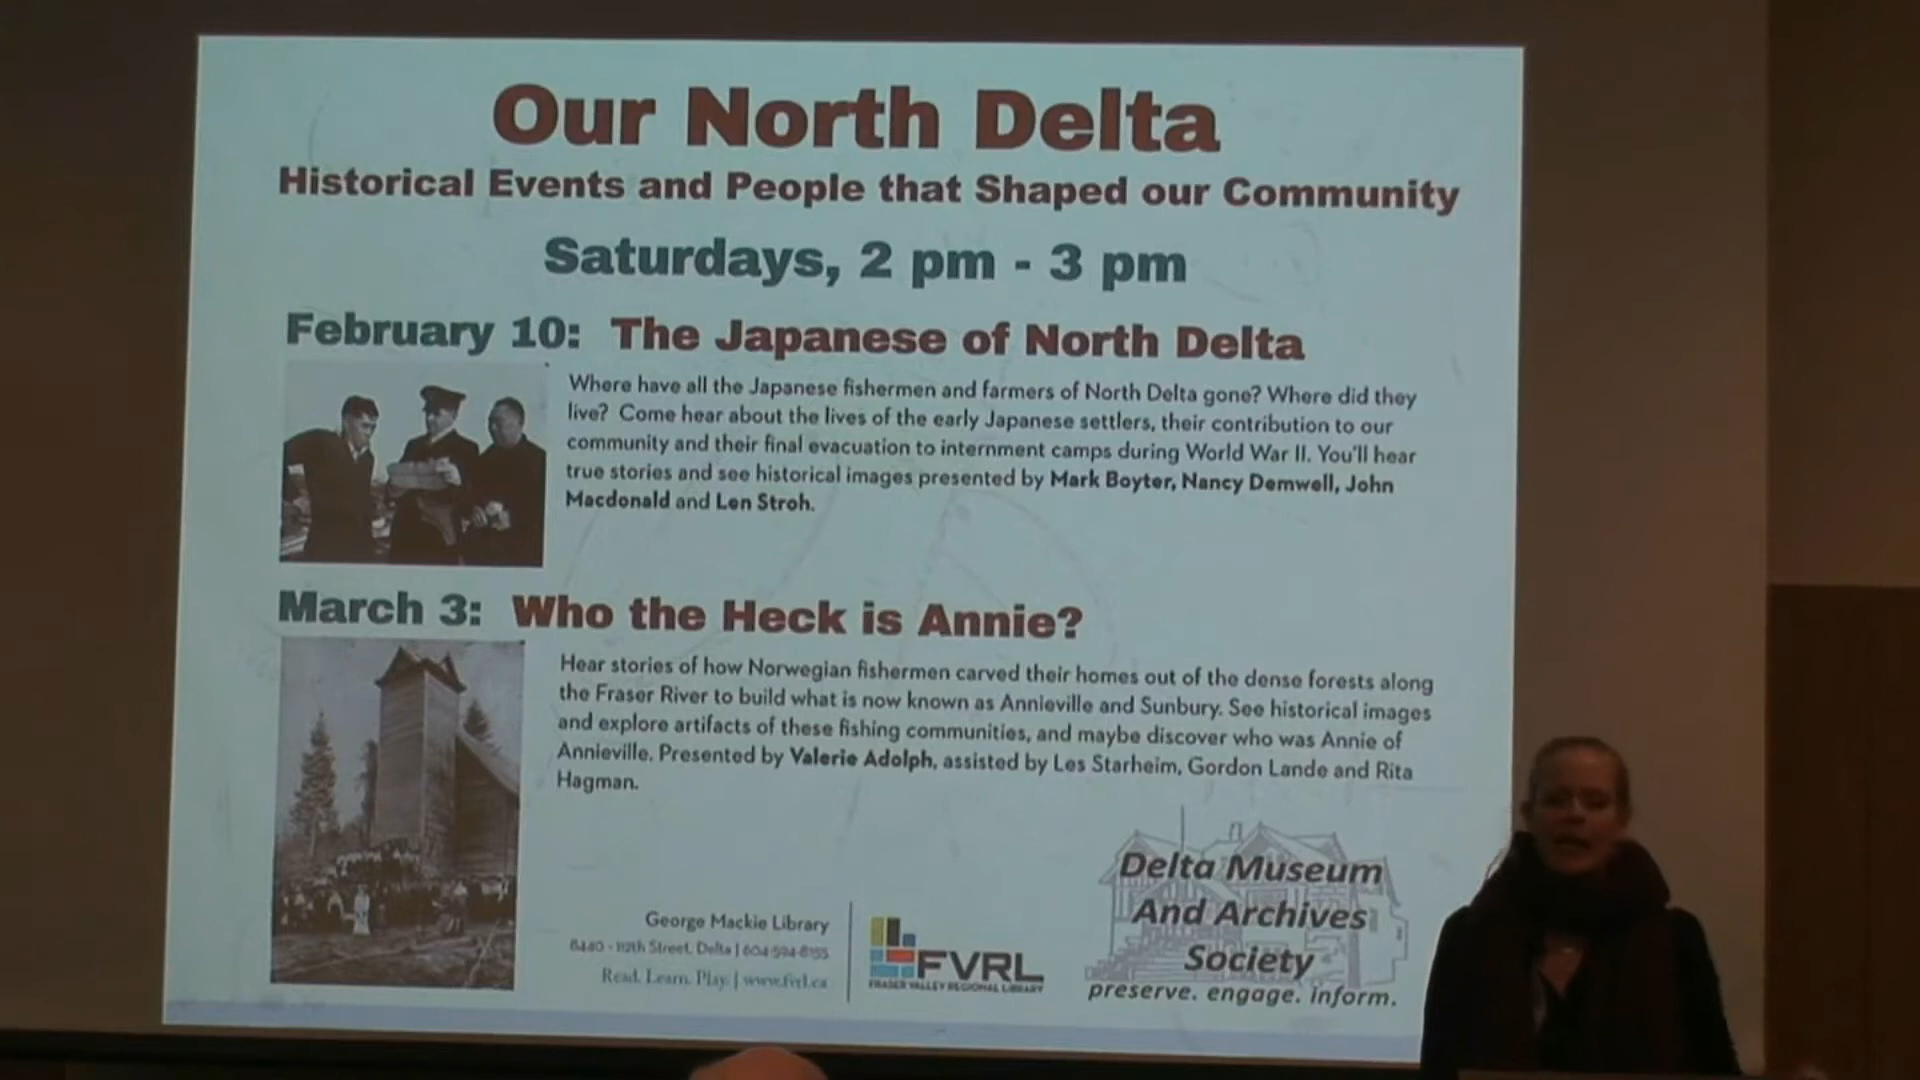 Our North Delta
Historical Events and People that Shaped our Community
Saturdays, 2 pm - 3 pm
February 10: The Japanese of North Delta
Where have all the Japanese fishermen and farmers of North Delta gone? Where did they
live? Come hear about the lives of the early Japanese settlers, their contribution to our
community and their final evacuation to internment camps during World War II. You'll hear
true stories and see historical images presented by Mark Boyter, Nancy Demwell, John
Macdonald and Len Stroh.
March 3: Who the Heck is Annie?
Hear stories of how Norwegian fishermen carved their homes out of the dense forests along
the Fraser River to build what is now known as Annieville and Sunbury. See historical images
and explore artifacts of these fishing communities, and maybe discover who was Annie of
Annieville. Presented by Valerie Adolph, assisted by Les Starheim, Gordon Lande and Rita
Hagman.
George Mackie Library
8440 - 112th Street, Delta | 604-594-8155
Read. Learn. Play. | www.fvrl.ca
FVRL
FRASER VALLEY REGIONAL LIBRARY
Delta Museum
And Archives
Society
preserve. engage. inform.